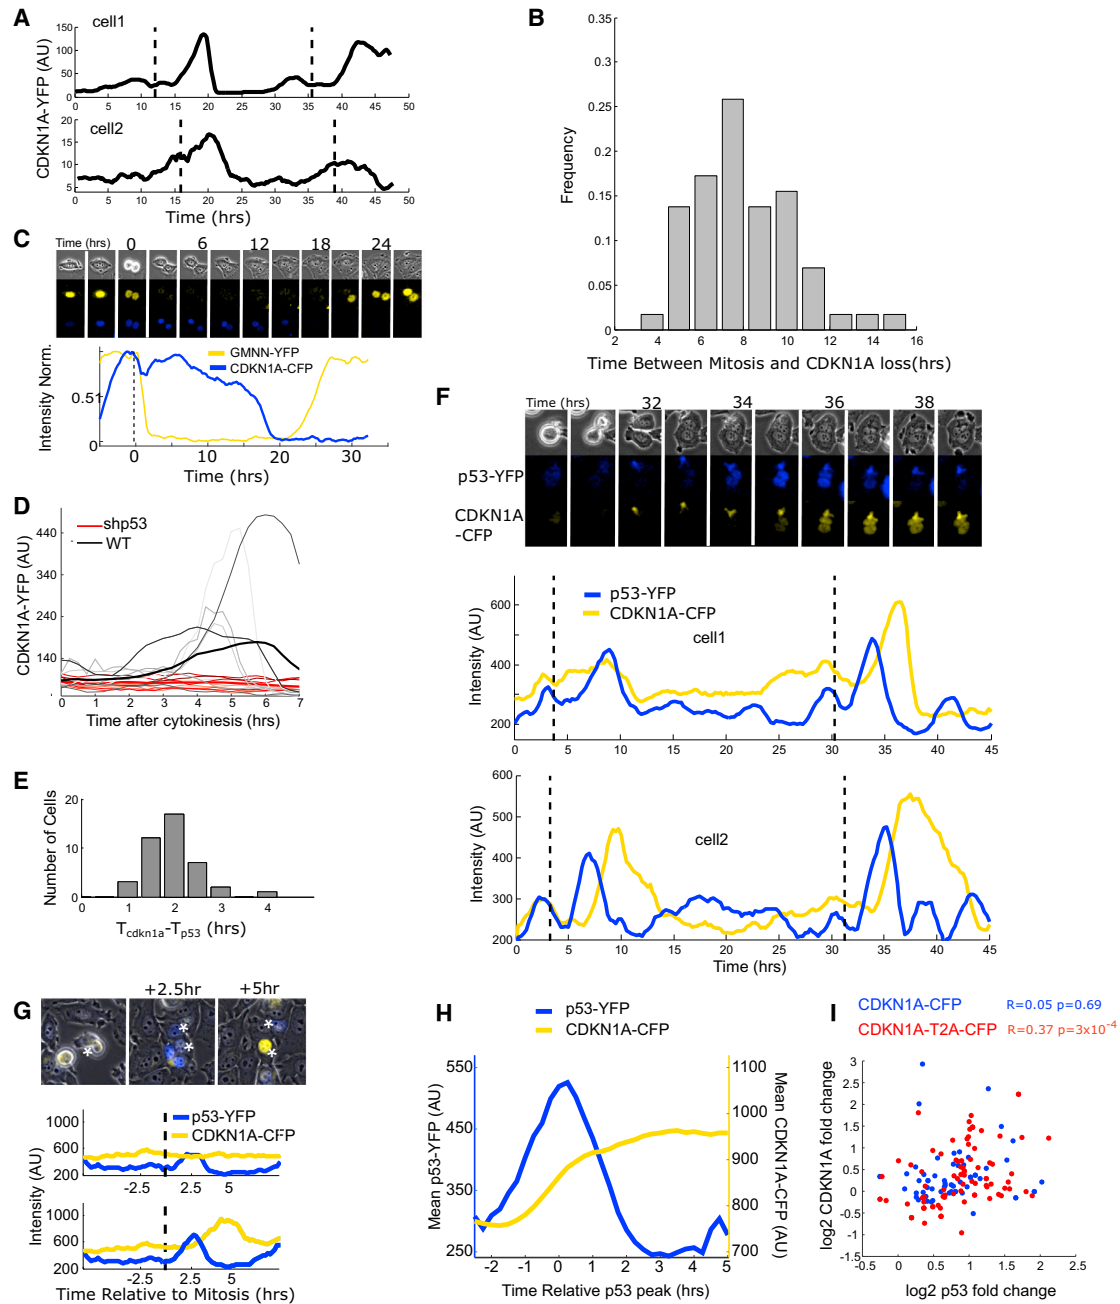 A
cell1
150
100
50
0
0 5 10 15 20 25 30 35 40 45 50
cell2
20
15
10
5
0 5 10 15 20 25 30 35 40 45 50
CDKN1A-YFP (AU)
Time (hrs)
B
0.35
0.3
0.25
0.2
0.15
0.1
0.05
0
Frequency
2 4 6 8 10 12 14 16
Time Between Mitosis and CDKN1A loss(hrs)
C
Time (hrs) 0 6 12 18 24
GMNN-YFP
CDKN1A-CFP
Intensity Norm.
0.5
0
0 10 20 30
Time (hrs)
D
shp53
WT
440
340
240
140
CDKN1A-YFP (AU)
0 1 2 3 4 5 6 7
Time after cytokinesis (hrs)
E
Number of Cells
20
10
0
0 1 2 3 4
Tcdkn1a-Tp53 (hrs)
F
Time (hrs) 32 34 36 38
p53-YFP
CDKN1A
-CFP
p53-YFP
CDKN1A-CFP
cell1
600
400
200
Intensity (AU)
0 5 10 15 20 25 30 35 40 45
cell2
600
500
400
300
200
Intensity (AU)
0 5 10 15 20 25 30 35 40 45
Time (hrs)
G
+2.5hr +5hr
* * * * *
p53-YFP
CDKN1A-CFP
1000
600
200
-2.5 2.5 5
1000
600
200
Intensity (AU)
-2.5 2.5 5
Time Relative to Mitosis (hrs)
H
p53-YFP
CDKN1A-CFP
550
450
350
250
Mean p53-YFP (AU)
1100
1000
900
800
700
Mean CDKN1A-CFP (AU)
-2 -1 0 1 2 3 4 5
Time Relative p53 peak (hrs)
I
CDKN1A-CFP R=0.05 p=0.69
CDKN1A-T2A-CFP R=0.37 p=3x10-4
3
2.5
2
1.5
1
0.5
0
-0.5
-1
-1.5
log2 CDKN1A fold change
-0.5 0 0.5 1 1.5 2 2.5
log2 p53 fold change